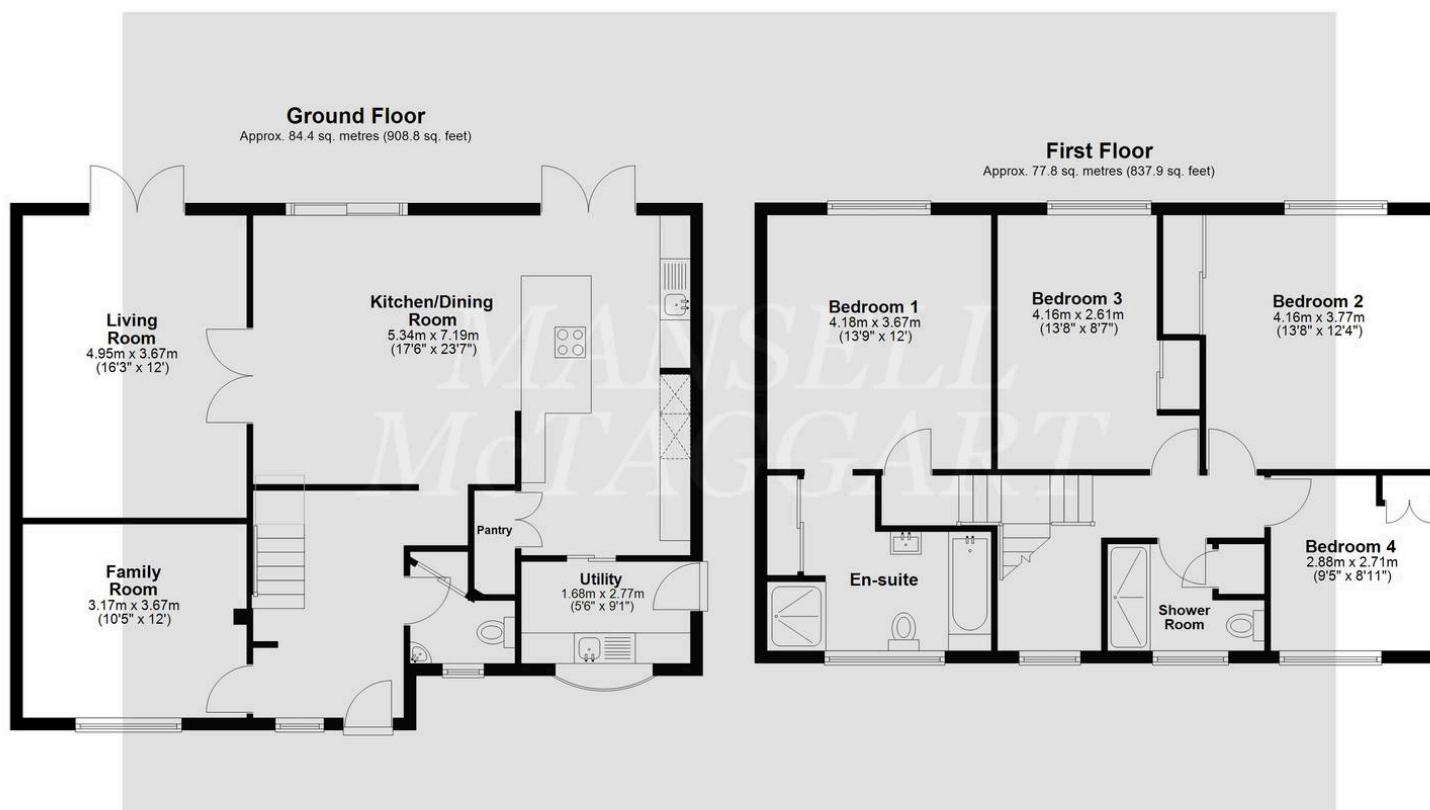 Ground Floor
Approx. 84.4 sq. metres (908.8 sq. feet)
Living
Room
4.95m x 3.67m
(16'3" x 12')
Kitchen/Dining
Room
5.34m x 7.19m
(17'6" x 23'7")
Pantry
Family
Room
3.17m x 3.67m
(10'5" x 12')
Utility
1.68m x 2.77m
(5'6" x 9'1")
First Floor
Approx. 77.8 sq. metres (837.9 sq. feet)
Bedroom 1
4.18m x 3.67m
(13'9" x 12')
Bedroom 3
4.16m x 2.61m
(13'8" x 8'7")
Bedroom 2
4.16m x 3.77m
(13'8" x 12'4")
En-suite
Shower
Room
Bedroom 4
2.88m x 2.71m
(9'5" x 8'11")
MANSELL
McTAGGART